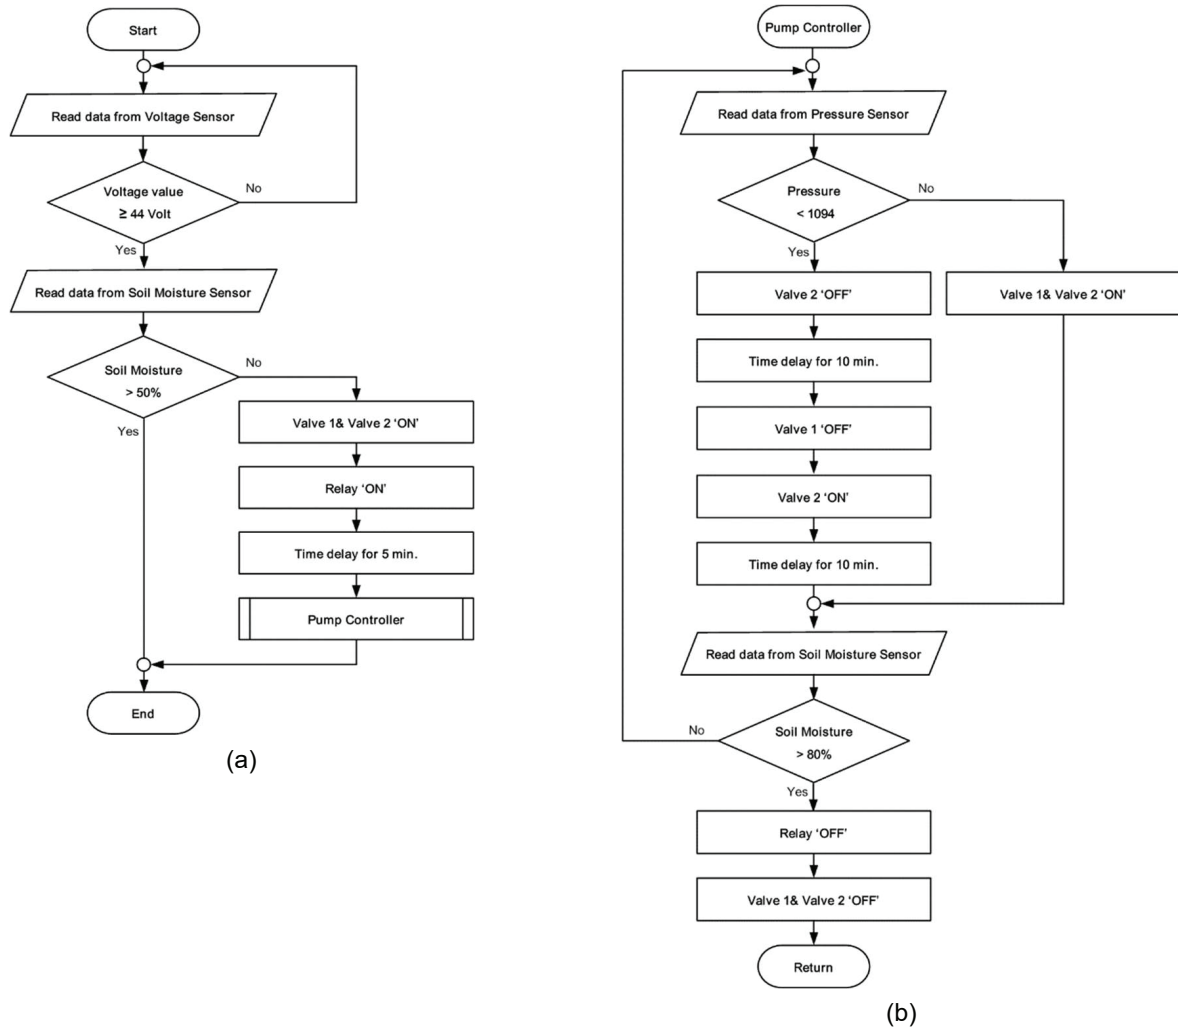 Start
Read data from Voltage Sensor
Voltage value
≥ 44 Volt
No
Yes
Read data from Soil Moisture Sensor
Soil Moisture
> 50%
No
Yes
Valve 1& Valve 2 ‘ON’
Relay ‘ON’
Time delay for 5 min.
Pump Controller
End
(a)
Pump Controller
Read data from Pressure Sensor
Pressure
< 1094
No
Yes
Valve 2 ‘OFF’
Valve 1& Valve 2 ‘ON’
Time delay for 10 min.
Valve 1 ‘OFF’
Valve 2 ‘ON’
Time delay for 10 min.
Read data from Soil Moisture Sensor
Soil Moisture
> 80%
No
Yes
Relay ‘OFF’
Valve 1& Valve 2 ‘OFF’
Return
(b)